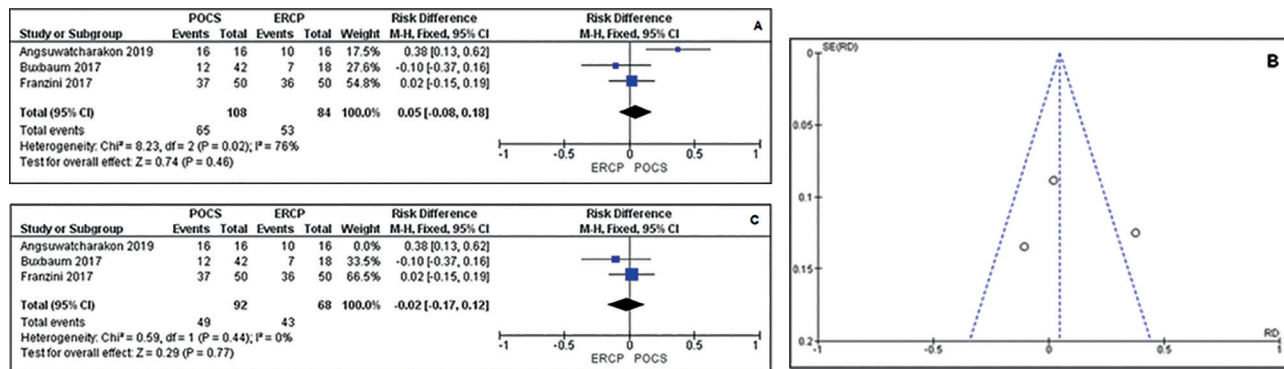 A
POCS ERCP Risk Difference Risk Difference
Study or Subgroup Events Total Events Total Weight M-H, Fixed, 95% CI M-H, Fixed, 95% CI
Angsuwatcharakon 2019 16 16 10 16 17.5% 0.38 [0.13, 0.62]
Buxbaum 2017 12 42 7 18 27.6% -0.10 [-0.37, 0.16]
Franzini 2017 37 50 36 50 54.8% 0.02 [-0.15, 0.19]
Total (95% CI) 108 84 100.0% 0.05 [-0.08, 0.18]
Total events 65 53
Heterogeneity: Chi² = 8.23, df = 2 (P = 0.02); I² = 76%
Test for overall effect: Z = 0.74 (P = 0.46)
-1 -0.5 0 0.5 1
ERCP POCS
B
SE(RD)
0
0.05
0.1
0.15
0.2
RD
-1 -0.5 0 0.5 1
C
POCS ERCP Risk Difference Risk Difference
Study or Subgroup Events Total Events Total Weight M-H, Fixed, 95% CI M-H, Fixed, 95% CI
Angsuwatcharakon 2019 16 16 10 16 0.0% 0.38 [0.13, 0.62]
Buxbaum 2017 12 42 7 18 33.5% -0.10 [-0.37, 0.16]
Franzini 2017 37 50 36 50 66.5% 0.02 [-0.15, 0.19]
Total (95% CI) 92 68 100.0% -0.02 [-0.17, 0.12]
Total events 49 43
Heterogeneity: Chi² = 0.59, df = 1 (P = 0.44); I² = 0%
Test for overall effect: Z = 0.29 (P = 0.77)
-1 -0.5 0 0.5 1
ERCP POCS